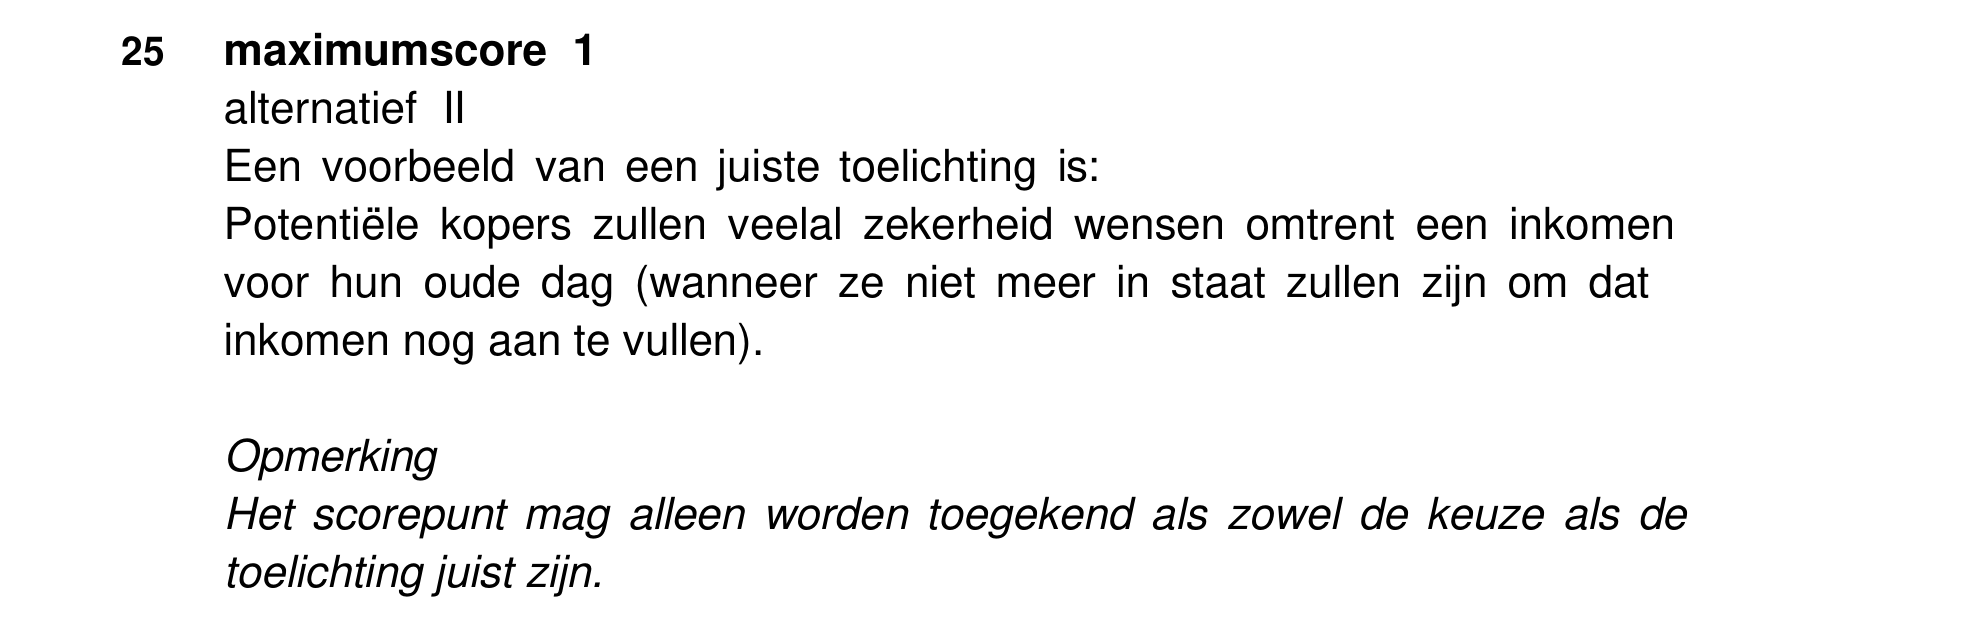 25 maximumscore 1
alternatief II
Een voorbeeld van een juiste toelichting is:
Potentiële kopers zullen veelal zekerheid wensen omtrent een inkomen
voor hun oude dag (wanneer ze niet meer in staat zullen zijn om dat
inkomen nog aan te vullen).
Opmerking
Het scorepunt mag alleen worden toegekend als zowel de keuze als de
toelichting juist zijn.